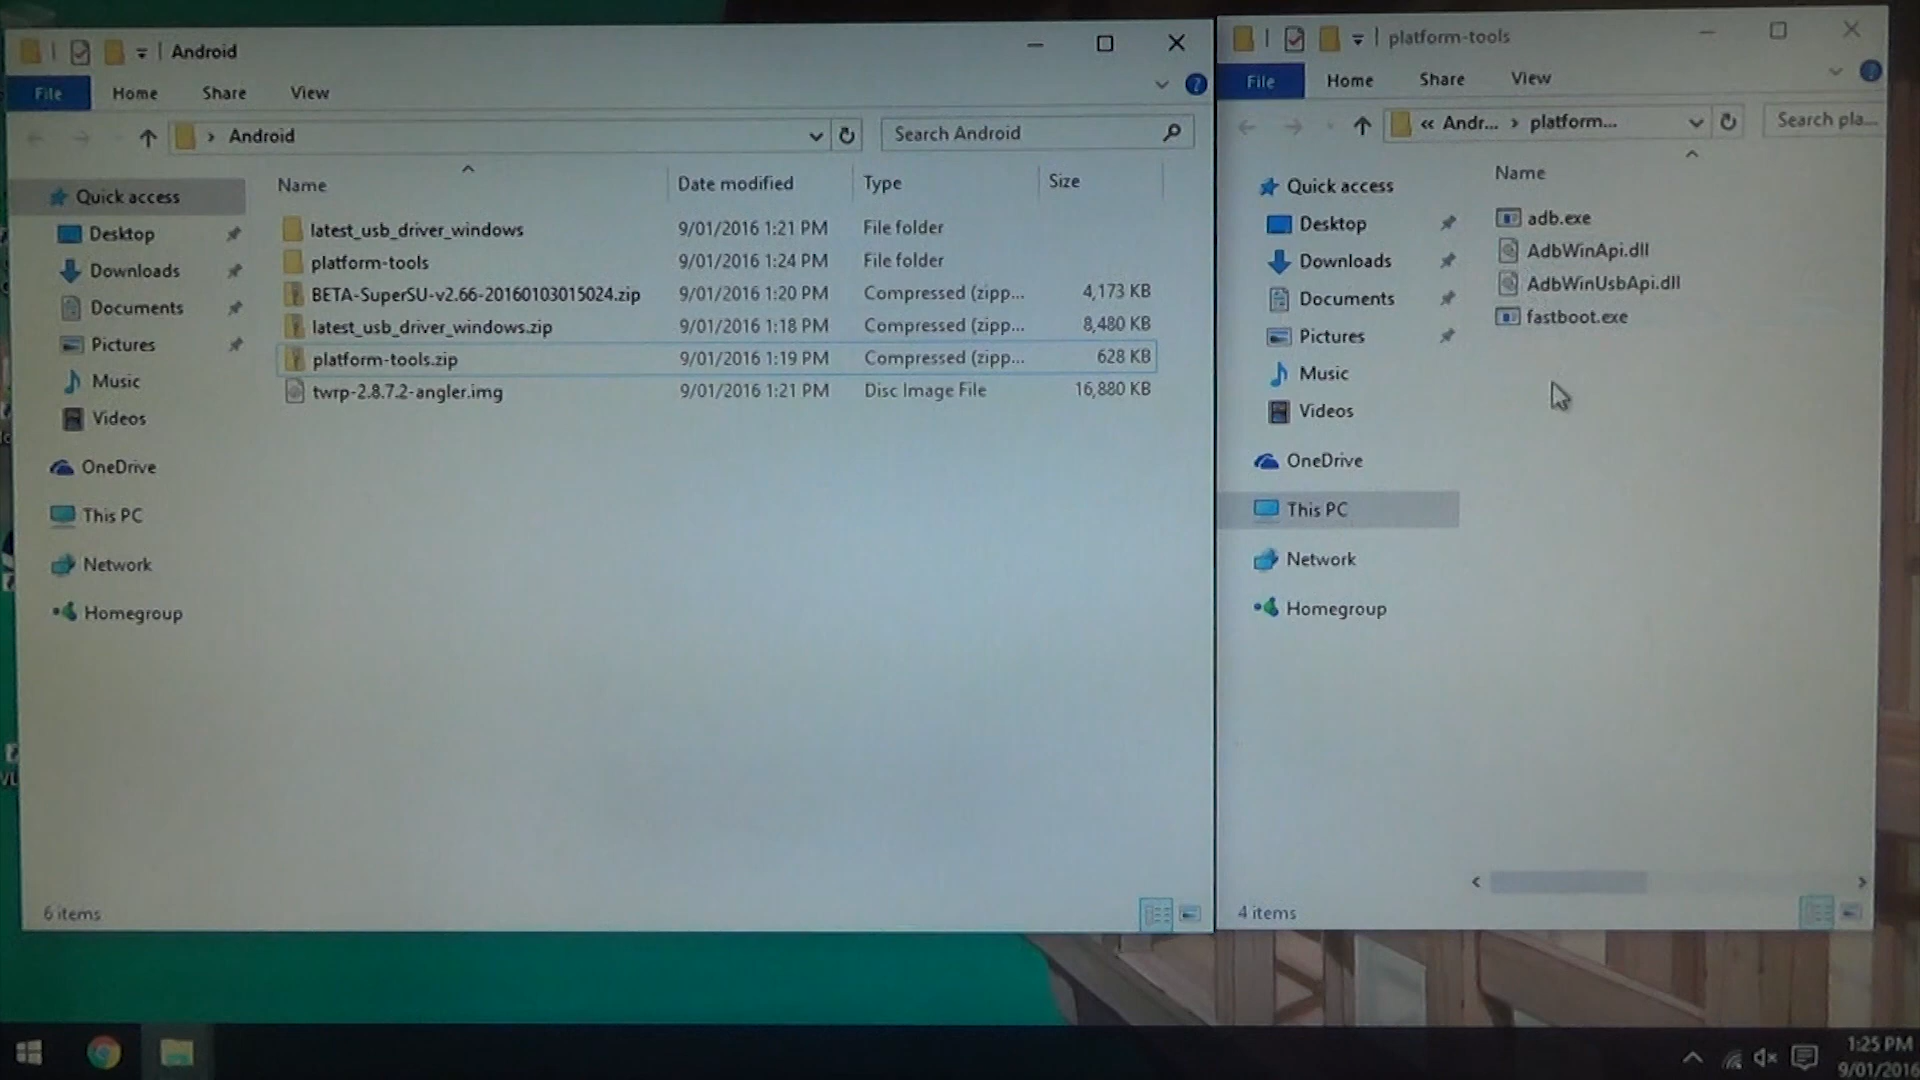 Android
File Home Share View
Android
Search Android
Name Date modified Type Size
Quick access
Desktop
Downloads
Documents
Pictures
Music
Videos
OneDrive
This PC
Network
Homegroup
latest_usb_driver_windows 9/01/2016 1:21 PM File folder
platform-tools 9/01/2016 1:24 PM File folder
BETA-SuperSU-v2.66-20160103015024.zip 9/01/2016 1:20 PM Compressed (zipp... 4,173 KB
latest_usb_driver_windows.zip 9/01/2016 1:18 PM Compressed (zipp... 8,480 KB
platform-tools.zip 9/01/2016 1:19 PM Compressed (zipp... 628 KB
twrp-2.8.7.2-angler.img 9/01/2016 1:21 PM Disc Image File 16,880 KB
6 items
platform-tools
File Home Share View
« Andr... › platform...
Search pla...
Name
Quick access
Desktop
Downloads
Documents
Pictures
Music
Videos
OneDrive
This PC
Network
Homegroup
adb.exe
AdbWinApi.dll
AdbWinUsbApi.dll
fastboot.exe
4 items
1:25 PM
9/01/2016